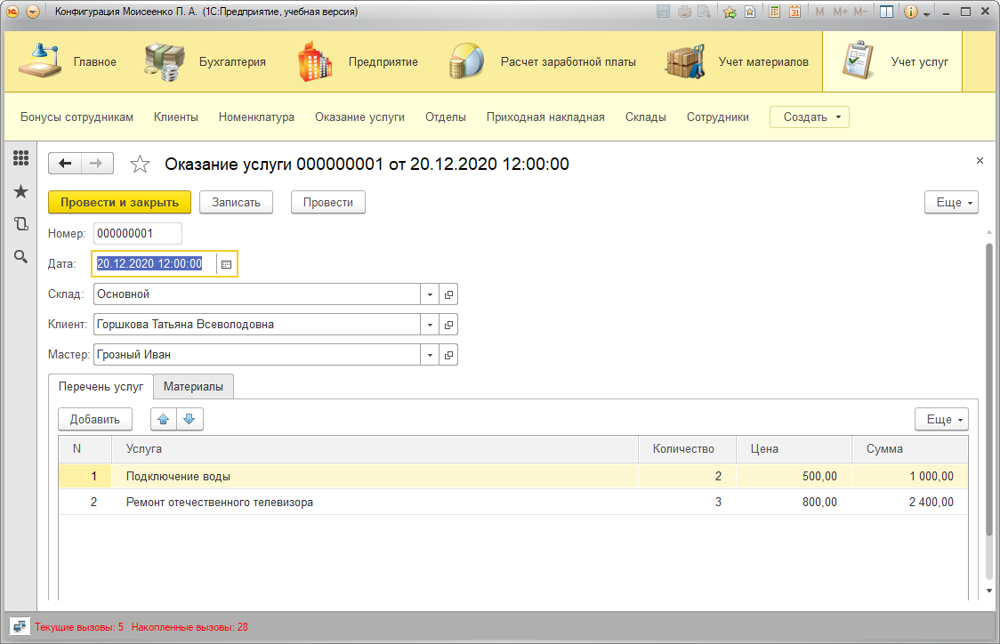 Конфигурация Моисеенко П. А. (1С:Предприятие, учебная версия)
M M+ M-
31
Главное Бухгалтерия Предприятие Расчет заработной платы Учет материалов Учет услуг
Бонусы сотрудникам Клиенты Номенклатура Оказание услуги Отделы Приходная накладная Склады Сотрудники Создать
Оказание услуги 000000001 от 20.12.2020 12:00:00
Провести и закрыть Записать Провести Еще
Номер: 000000001
Дата: 20.12.2020 12:00:00
Склад: Основной
Клиент: Горшкова Татьяна Всеволодовна
Мастер: Грозный Иван
Перечень услуг Материалы
Добавить Еще
N Услуга Количество Цена Сумма
1 Подключение воды 2 500,00 1 000,00
2 Ремонт отечественного телевизора 3 800,00 2 400,00
Текущие вызовы: 5 Накопленные вызовы: 28